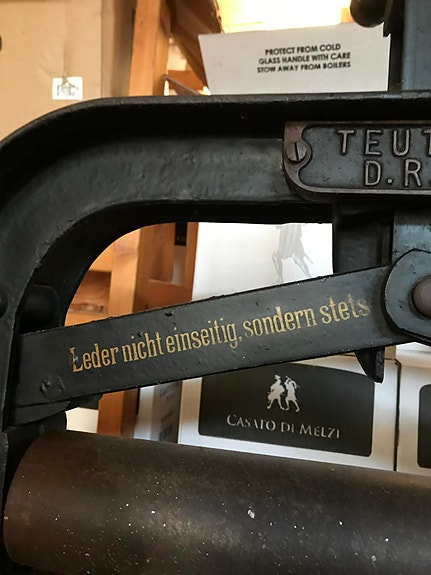 PROTECT FROM COLD
GLASS HANDLE WITH CARE
STOW AWAY FROM BOILERS
TEUT
D.R.
Leder nicht einseitig, sondern stets
CASATO DI MELZI